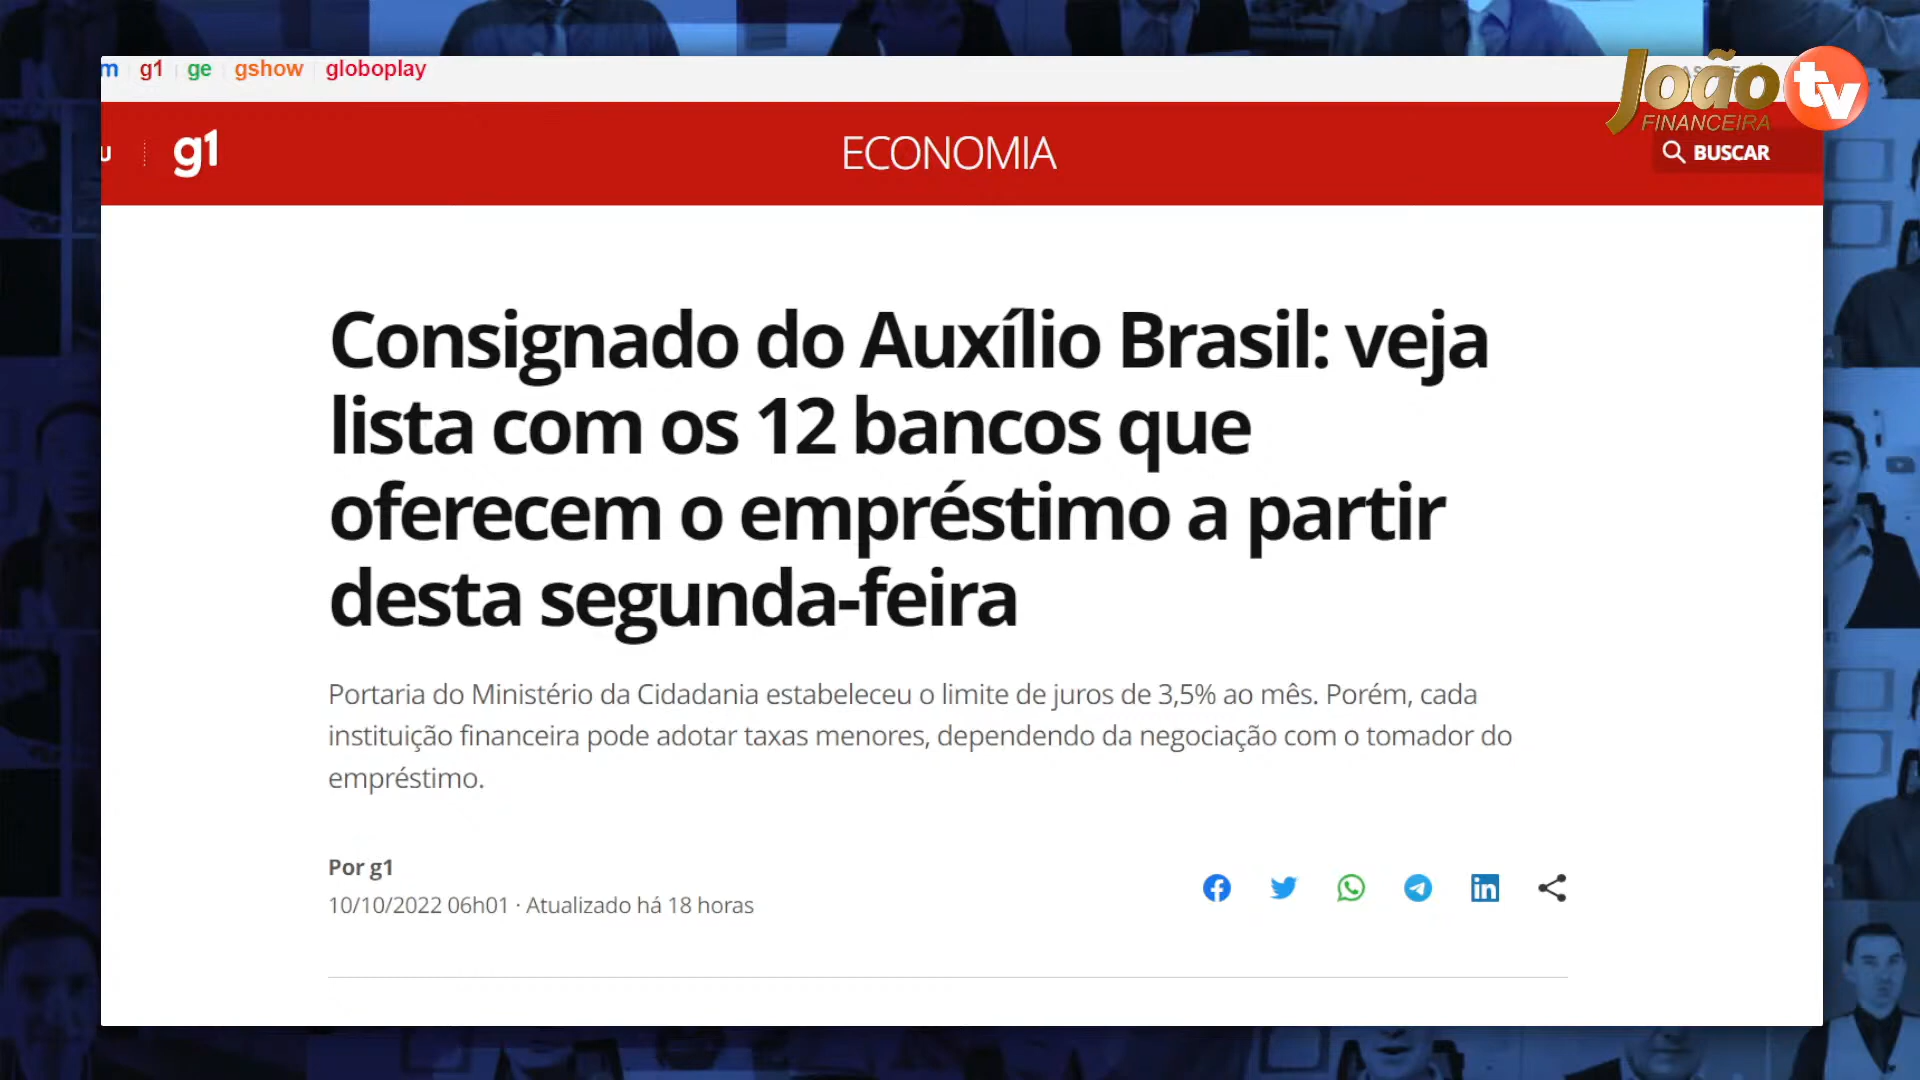 m g1 ge gshow globoplay
João tv
FINANCEIRA
U g1 ECONOMIA BUSCAR
Consignado do Auxílio Brasil: veja
lista com os 12 bancos que
oferecem o empréstimo a partir
desta segunda-feira
Portaria do Ministério da Cidadania estabeleceu o limite de juros de 3,5% ao mês. Porém, cada
instituição financeira pode adotar taxas menores, dependendo da negociação com o tomador do
empréstimo.
Por g1
10/10/2022 06h01 · Atualizado há 18 horas